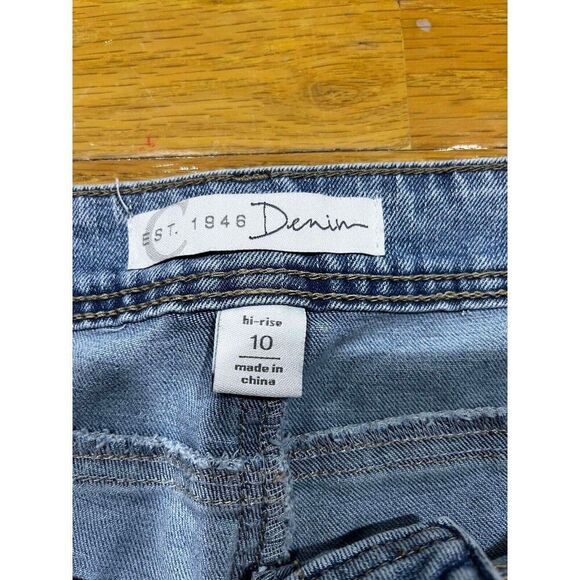 C
EST. 1946 Denim
hi-rise
10
made in
china